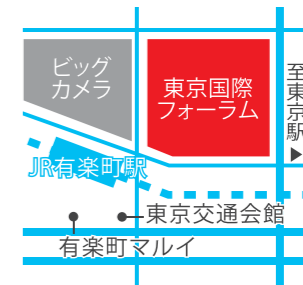 ビッグ
カメラ
東京国際
フォーラム
至東京駅▶
JR有楽町駅
東京交通会館
有楽町マルイ